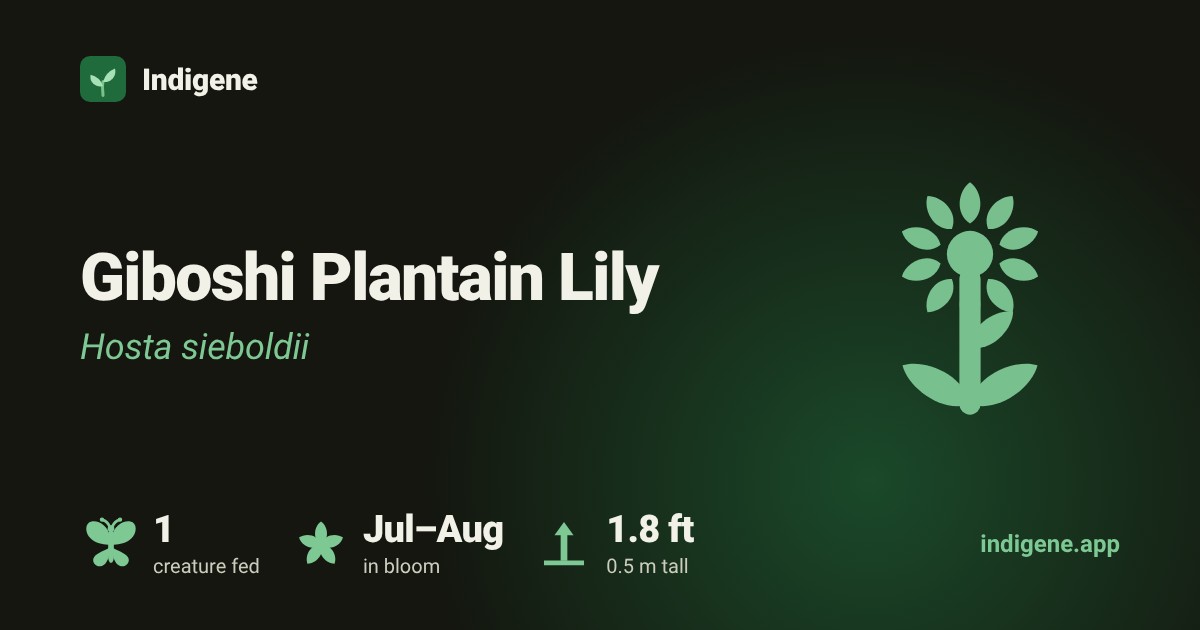 Indigene
Giboshi Plantain Lily
Hosta sieboldii
1
creature fed
Jul–Aug
in bloom
1.8 ft
0.5 m tall
indigene.app